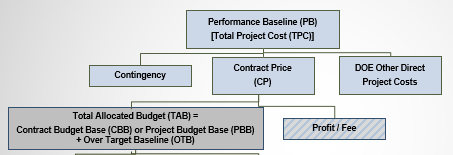 Performance Baseline (PB)
[Total Project Cost (TPC)]
Contingency
Contract Price
(CP)
DOE Other Direct
Project Costs
Total Allocated Budget (TAB) =
Contract Budget Base (CBB) or Project Budget Base (PBB)
+ Over Target Baseline (OTB)
Profit / Fee